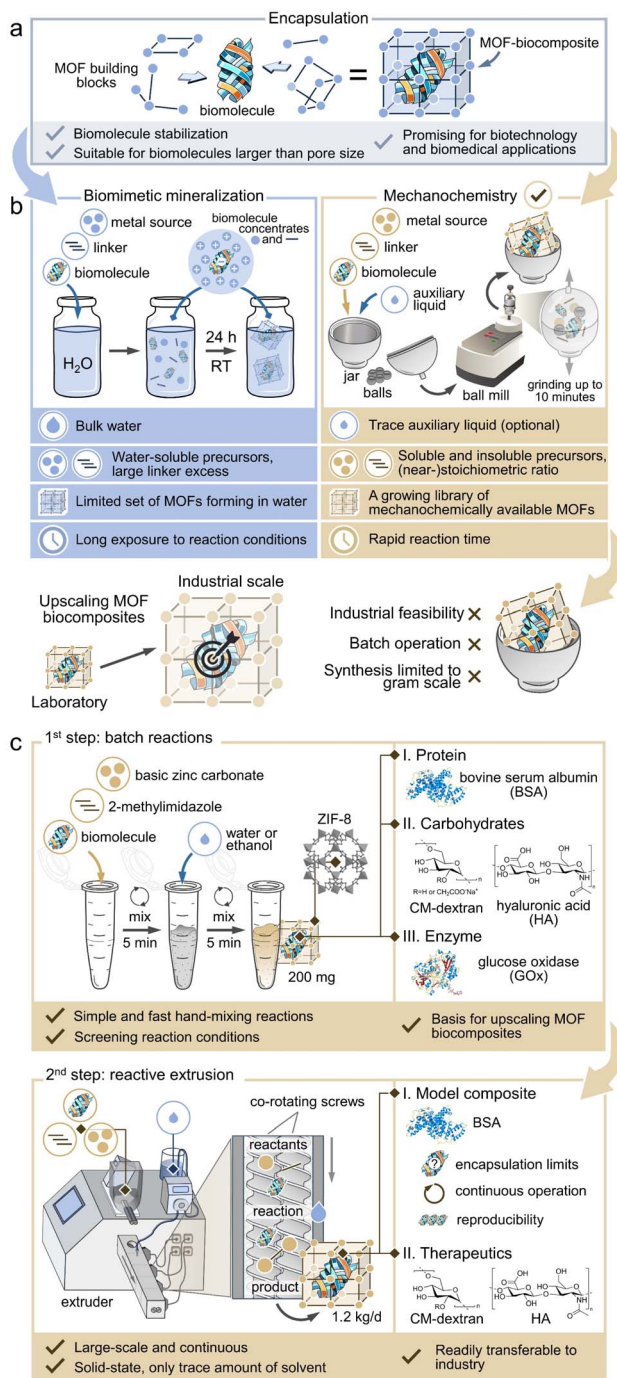 a
Encapsulation
MOF building
blocks
biomolecule
=
MOF-biocomposite
✓ Biomolecule stabilization
✓ Suitable for biomolecules larger than pore size
✓ Promising for biotechnology
and biomedical applications
b
Biomimetic mineralization
metal source
linker
biomolecule
biomolecule
concentrates
and
H₂O
24 h
RT
Bulk water
Water-soluble precursors,
large linker excess
Limited set of MOFs forming in water
Long exposure to reaction conditions
Mechanochemistry ✓
metal source
linker
biomolecule
auxiliary
liquid
jar
balls
ball mill
grinding up to
10 minutes
Trace auxiliary liquid (optional)
Soluble and insoluble precursors,
(near-)stoichiometric ratio
A growing library of
mechanochemically available MOFs
Rapid reaction time
Upscaling MOF
biocomposites
Laboratory
Industrial scale
Industrial feasibility ×
Batch operation ×
Synthesis limited to ×
gram scale
c
1st step: batch reactions
basic zinc carbonate
2-methylimidazole
biomolecule
water or
ethanol
mix
5 min
mix
5 min
ZIF-8
200 mg
I. Protein
bovine serum albumin
(BSA)
II. Carbohydrates
R=H or CH₂COO⁻Na⁺
CM-dextran
hyaluronic acid
(HA)
III. Enzyme
glucose oxidase
(GOx)
✓ Simple and fast hand-mixing reactions
✓ Screening reaction conditions
✓ Basis for upscaling MOF
biocomposites
2nd step: reactive extrusion
extruder
co-rotating screws
reactants
reaction
product
1.2 kg/d
I. Model composite
BSA
? encapsulation limits
continuous operation
reproducibility
II. Therapeutics
CM-dextran
HA
✓ Large-scale and continuous
✓ Solid-state, only trace amount of solvent
✓ Readily transferable to
industry